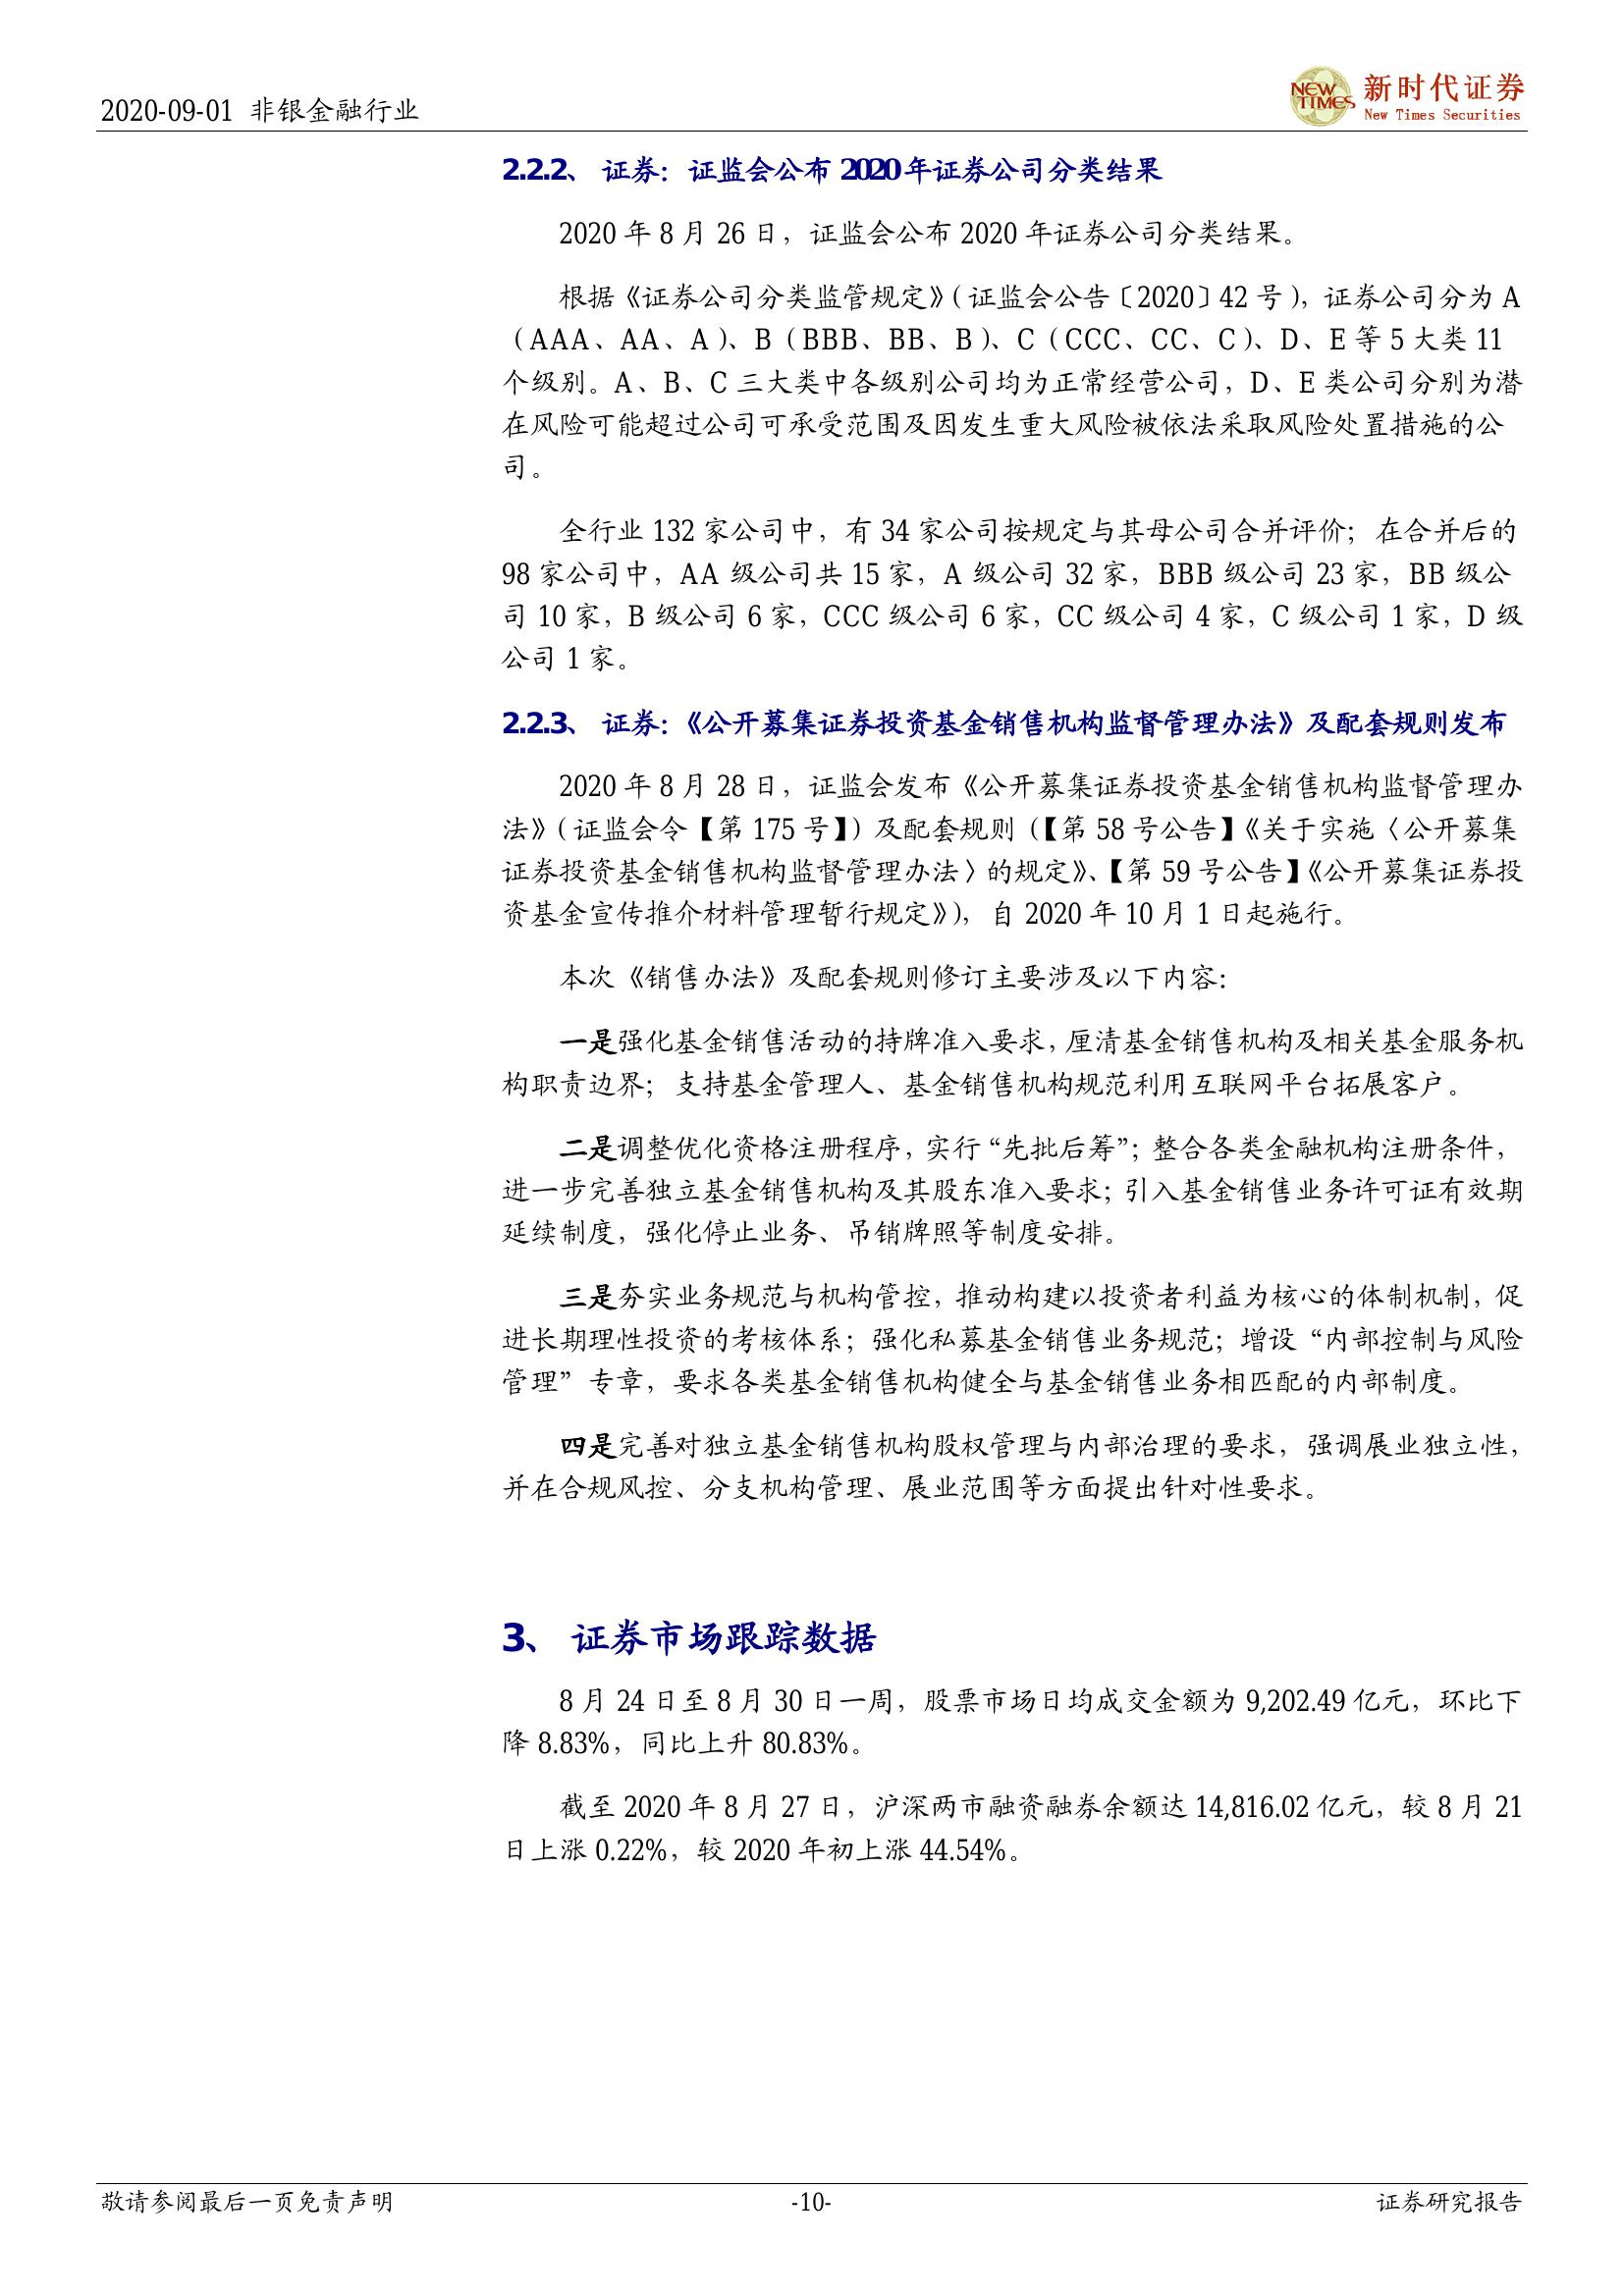 2020-09-01 非银金融行业
NEW TIMES
新时代证券
New Times Securities
2.2.2、 证券：证监会公布 2020 年证券公司分类结果
2020 年 8 月 26 日，证监会公布 2020 年证券公司分类结果。
根据《证券公司分类监管规定》（证监会公告〔2020〕42 号），证券公司分为 A
（AAA、AA、A）、B（BBB、BB、B）、C（CCC、CC、C）、D、E 等 5 大类 11
个级别。A、B、C 三大类中各级别公司均为正常经营公司，D、E 类公司分别为潜
在风险可能超过公司可承受范围及因发生重大风险被依法采取风险处置措施的公
司。
全行业 132 家公司中，有 34 家公司按规定与其母公司合并评价；在合并后的
98 家公司中，AA 级公司共 15 家，A 级公司 32 家，BBB 级公司 23 家，BB 级公
司 10 家，B 级公司 6 家，CCC 级公司 6 家，CC 级公司 4 家，C 级公司 1 家，D 级
公司 1 家。
2.2.3、 证券：《公开募集证券投资基金销售机构监督管理办法》及配套规则发布
2020 年 8 月 28 日，证监会发布《公开募集证券投资基金销售机构监督管理办
法》（证监会令【第 175 号】）及配套规则（【第 58 号公告】《关于实施〈公开募集
证券投资基金销售机构监督管理办法〉的规定》、【第 59 号公告】《公开募集证券投
资基金宣传推介材料管理暂行规定》），自 2020 年 10 月 1 日起施行。
本次《销售办法》及配套规则修订主要涉及以下内容：
一是强化基金销售活动的持牌准入要求，厘清基金销售机构及相关基金服务机
构职责边界；支持基金管理人、基金销售机构规范利用互联网平台拓展客户。
二是调整优化资格注册程序，实行“先批后筹”；整合各类金融机构注册条件，
进一步完善独立基金销售机构及其股东准入要求；引入基金销售业务许可证有效期
延续制度，强化停止业务、吊销牌照等制度安排。
三是夯实业务规范与机构管控，推动构建以投资者利益为核心的体制机制，促
进长期理性投资的考核体系；强化私募基金销售业务规范；增设“内部控制与风险
管理”专章，要求各类基金销售机构健全与基金销售业务相匹配的内部制度。
四是完善对独立基金销售机构股权管理与内部治理的要求，强调展业独立性，
并在合规风控、分支机构管理、展业范围等方面提出针对性要求。
3、 证券市场跟踪数据
8 月 24 日至 8 月 30 日一周，股票市场日均成交金额为 9,202.49 亿元，环比下
降 8.83%，同比上升 80.83%。
截至 2020 年 8 月 27 日，沪深两市融资融券余额达 14,816.02 亿元，较 8 月 21
日上涨 0.22%，较 2020 年初上涨 44.54%。
敬请参阅最后一页免责声明
-10-
证券研究报告